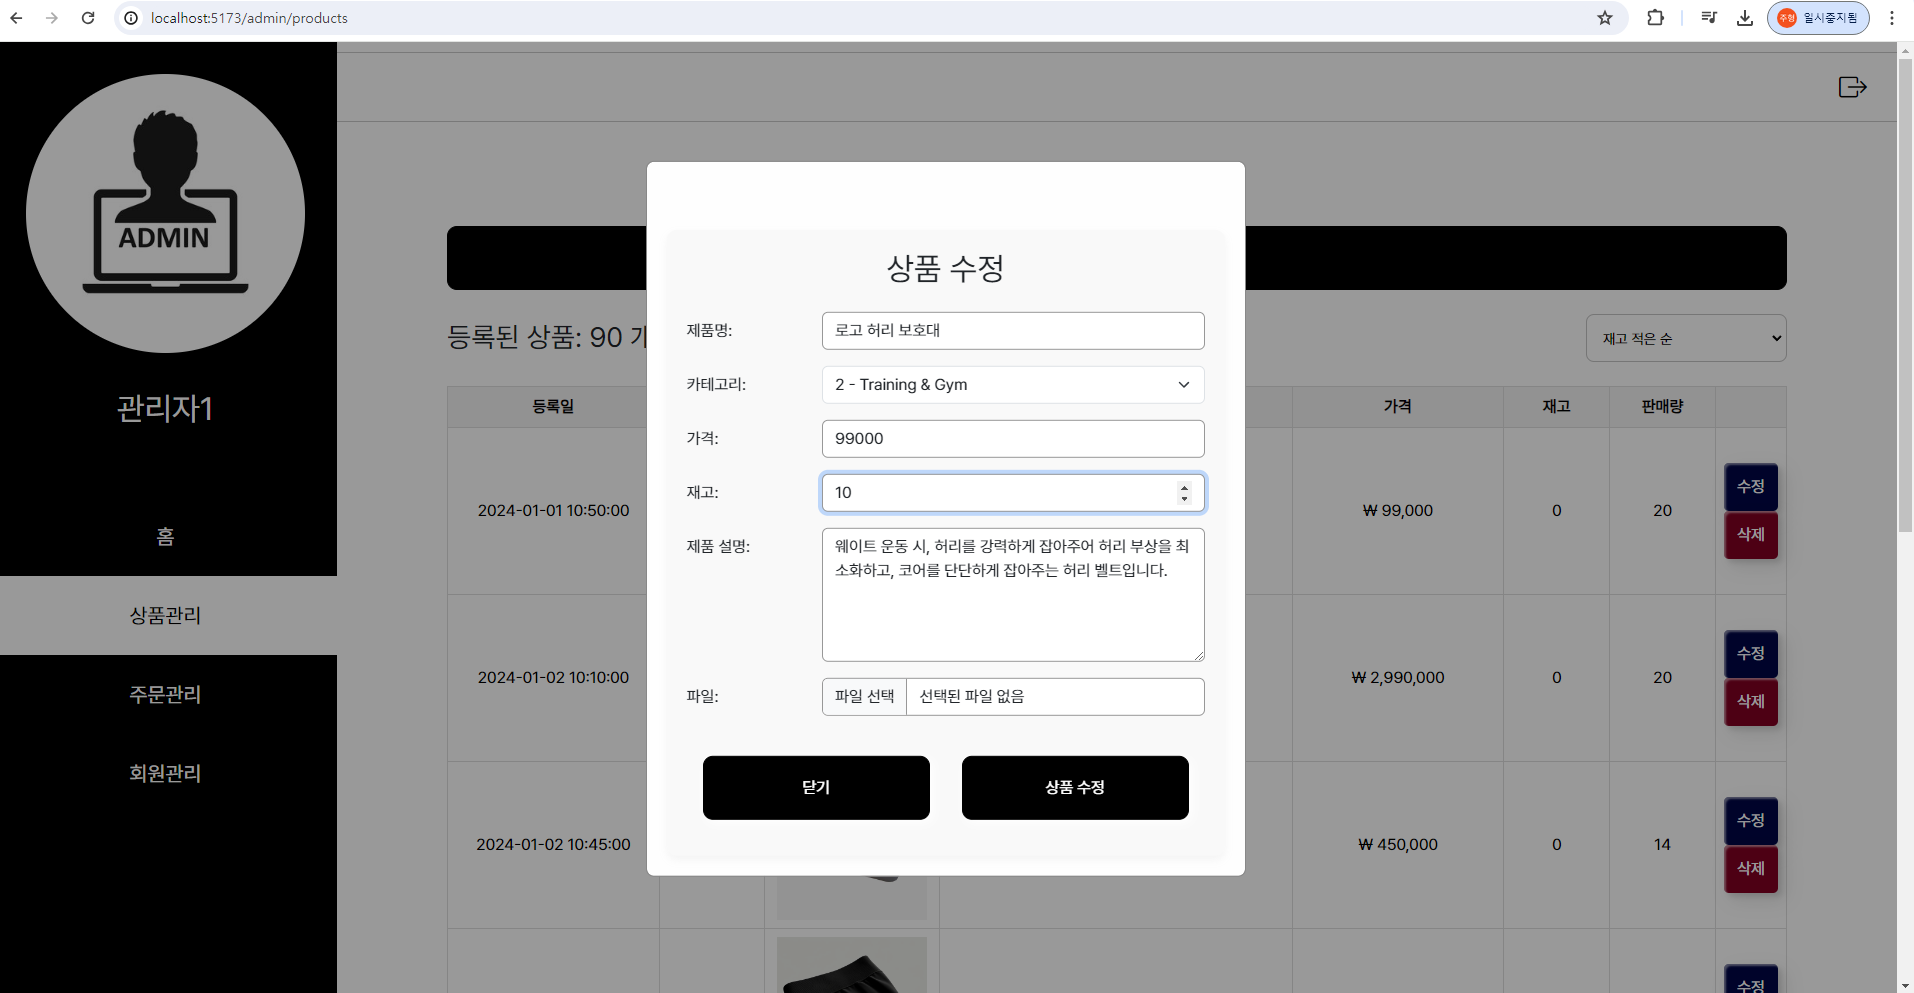 localhost:5173/admin/products
주형 일시중지됨
ADMIN
관리자1
홈
상품관리
주문관리
회원관리
등록된 상품: 90 개
재고 적은 순
등록일 가격 재고 판매량
2024-01-01 10:50:00 ₩ 99,000 0 20 수정 삭제
2024-01-02 10:10:00 ₩ 2,990,000 0 20 수정 삭제
2024-01-02 10:45:00 ₩ 450,000 0 14 수정 삭제
수정
상품 수정
제품명: 로고 허리 보호대
카테고리: 2 - Training & Gym
가격: 99000
재고: 10
제품 설명: 웨이트 운동 시, 허리를 강력하게 잡아주어 허리 부상을 최
소화하고, 코어를 단단하게 잡아주는 허리 벨트입니다.
파일: 파일 선택 선택된 파일 없음
닫기 상품 수정